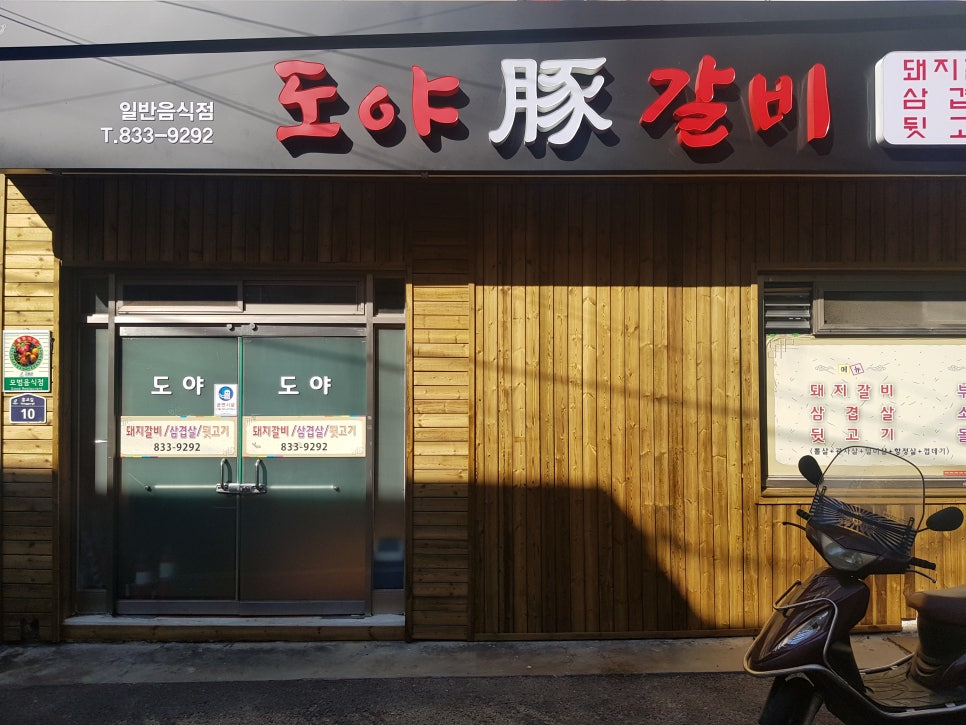 일반음식점
T.833-9292
도야 豚 갈비
돼지
삼 겹
뒷 고
모범음식점
10
도 야
도 야
돼지갈비/삼겹살/뒷고기
833-9292
돼지갈비/삼겹살/뒷고기
833-9292
메뉴
돼 지 갈 비
삼 겹 살
뒷 고 기